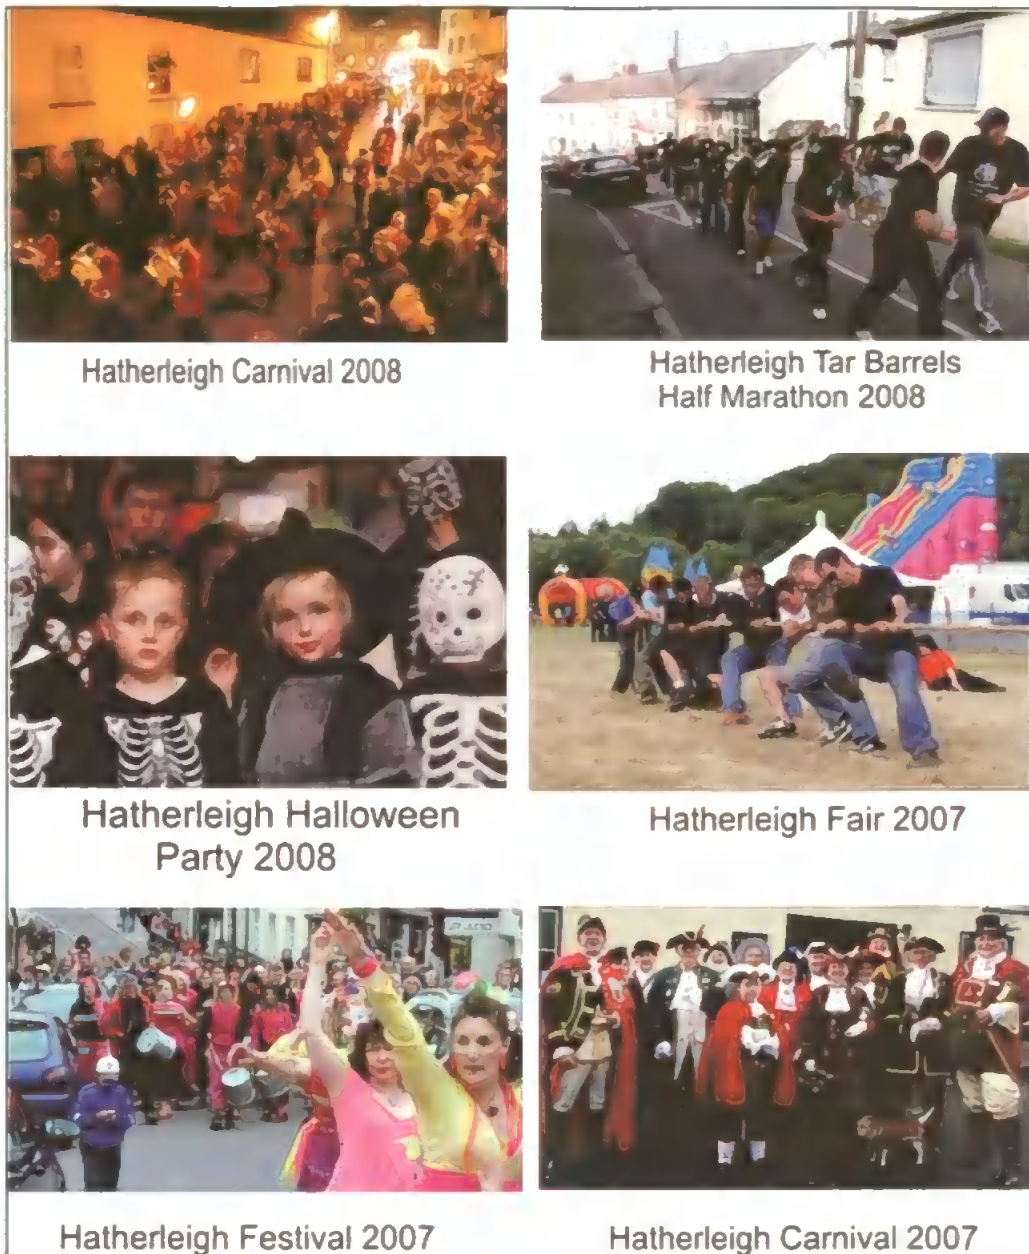 Hatherleigh Carnival 2008
Hatherleigh Tar Barrels
Half Marathon 2008
Hatherleigh Halloween
Party 2008
Hatherleigh Fair 2007
Hatherleigh Festival 2007
Hatherleigh Carnival 2007